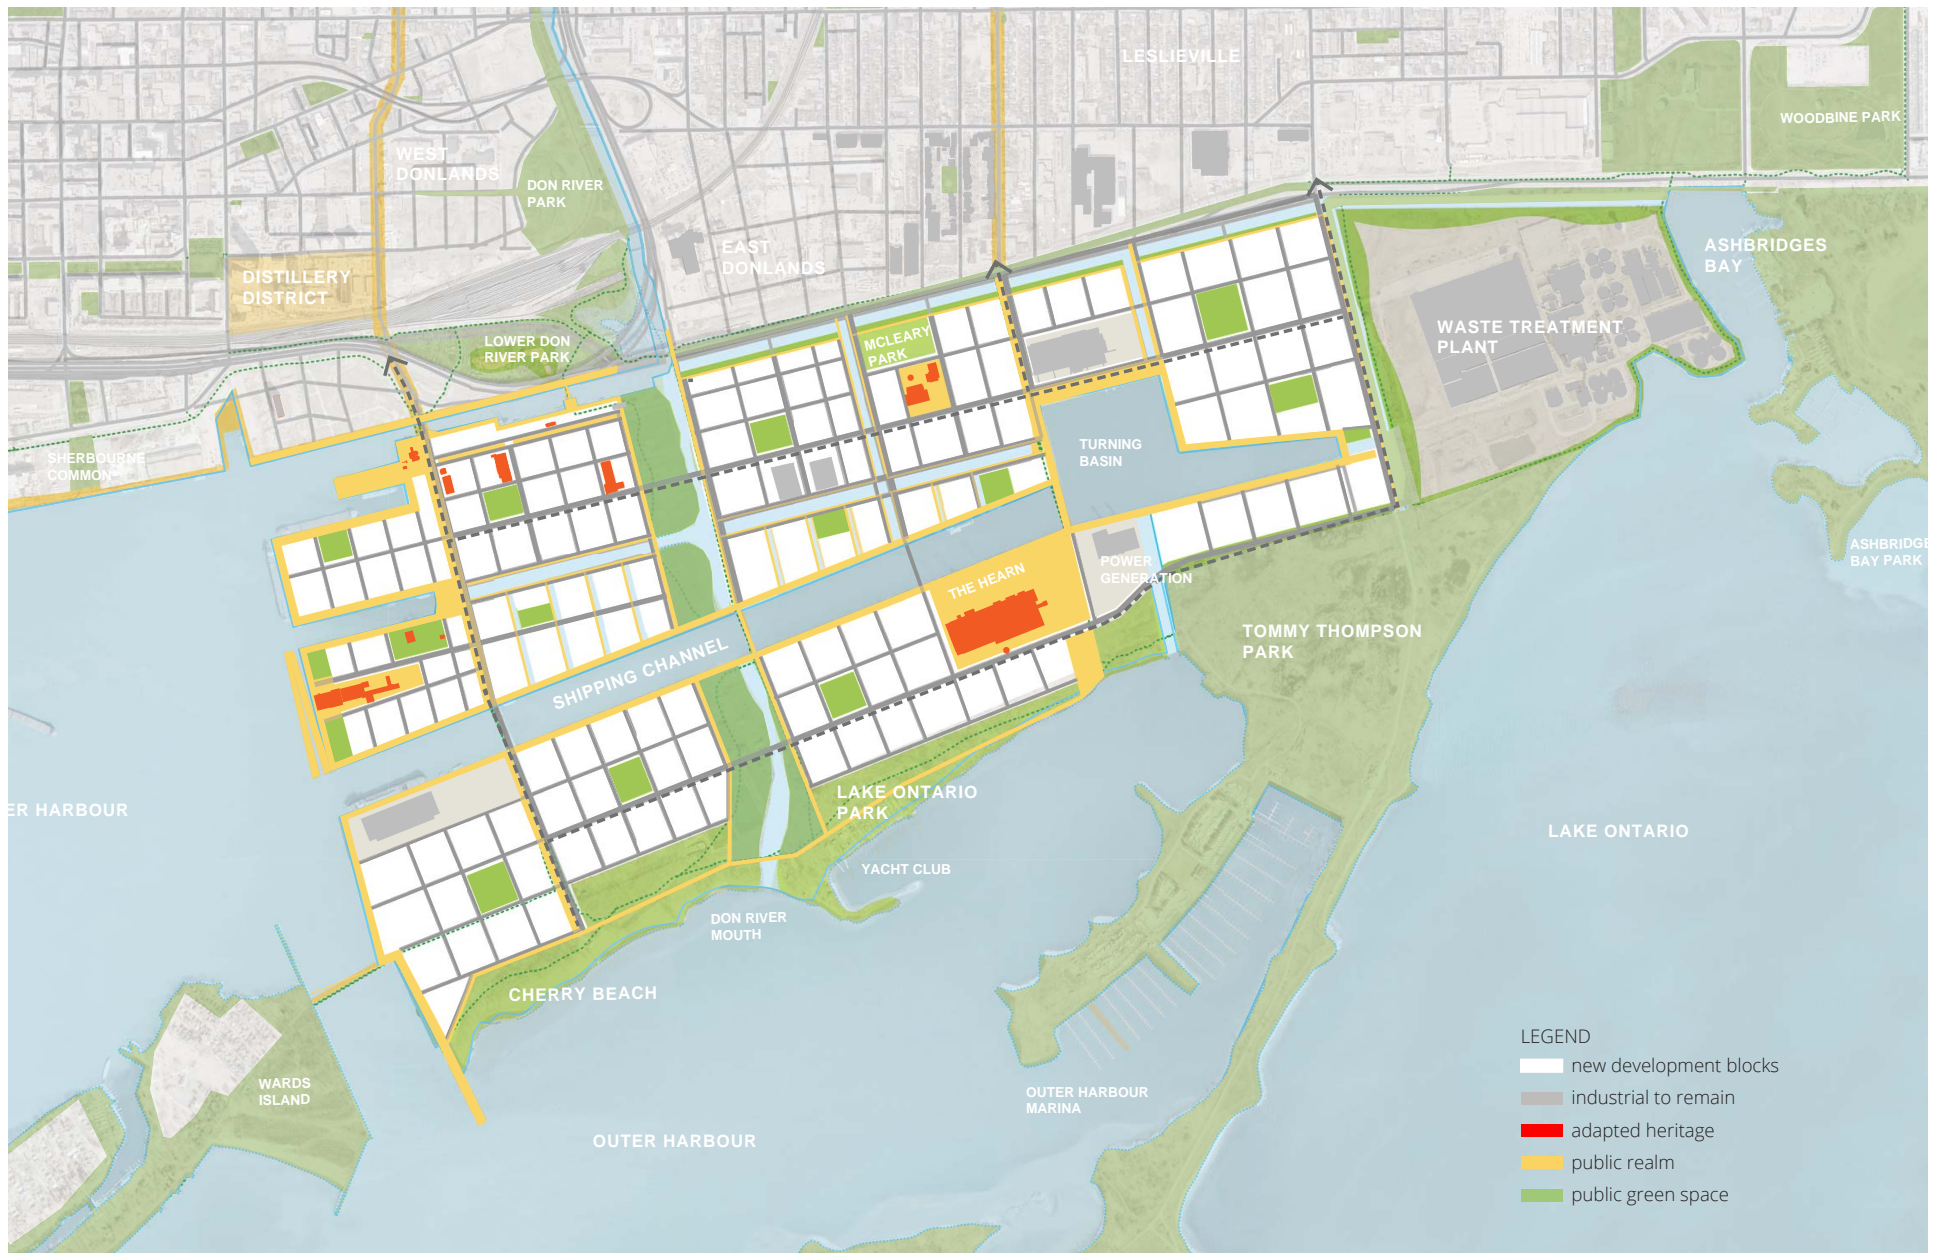 LESLIEVILLE
WOODBINE PARK
WEST
DONLANDS
DON RIVER
PARK
EAST
DONLANDS
ASHBRIDGES
BAY
DISTILLERY
DISTRICT
LOWER DON
RIVER PARK
MCLEARY
PARK
WASTE TREATMENT
PLANT
SHERBOURNE
COMMON
TURNING
BASIN
ASHBRIDGE
BAY PARK
POWER
GENERATION
THE HEARN
TOMMY THOMPSON
PARK
SHIPPING CHANNEL
LAKE ONTARIO
PARK
ER HARBOUR
LAKE ONTARIO
YACHT CLUB
DON RIVER
MOUTH
CHERRY BEACH
WARDS
ISLAND
OUTER HARBOUR
MARINA
OUTER HARBOUR
LEGEND
new development blocks
industrial to remain
adapted heritage
public realm
public green space